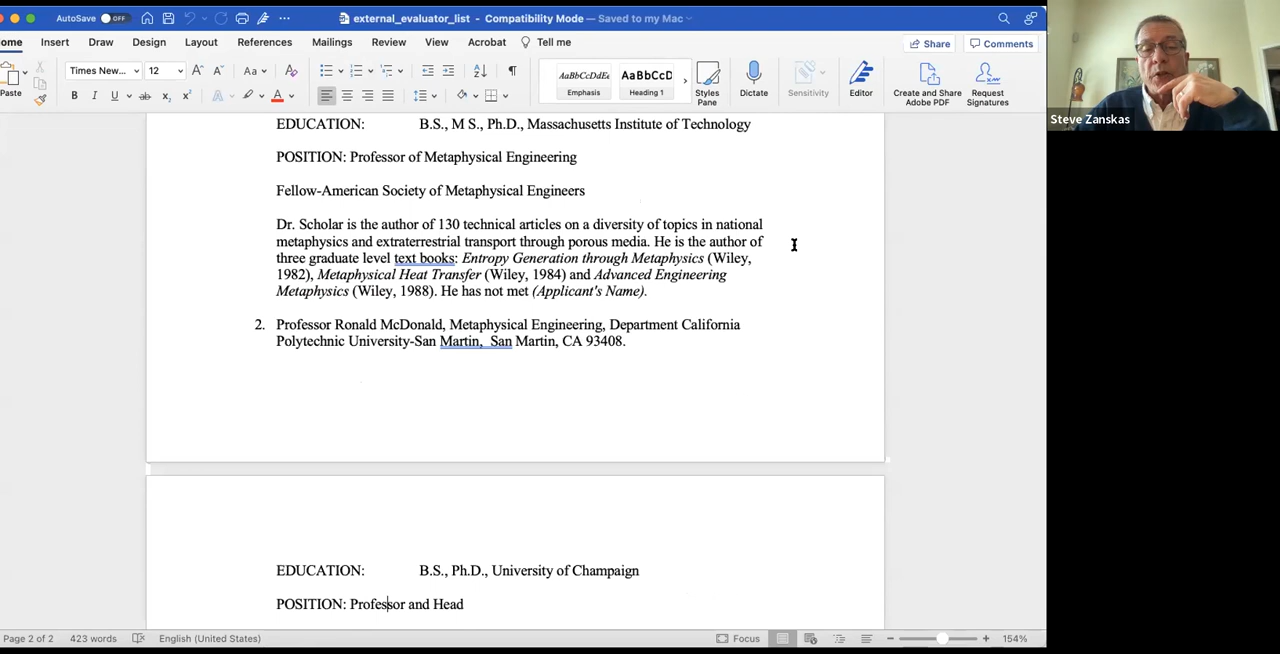 AutoSave OFF external_evaluator_list - Compatibility Mode — Saved to my Mac
ome Insert Draw Design Layout References Mailings Review View Acrobat Tell me Share Comments
Paste Times New... 12 Aa AaBbCcDdEe AaBbCcD
B I U ab x₂ x² A A Emphasis Heading 1 Styles Pane Dictate Sensitivity Editor Create and Share Adobe PDF Request Signatures
Steve Zanskas
EDUCATION: B.S., M S., Ph.D., Massachusetts Institute of Technology
POSITION: Professor of Metaphysical Engineering
Fellow-American Society of Metaphysical Engineers
Dr. Scholar is the author of 130 technical articles on a diversity of topics in national
metaphysics and extraterrestrial transport through porous media. He is the author of
three graduate level text books: Entropy Generation through Metaphysics (Wiley,
1982), Metaphysical Heat Transfer (Wiley, 1984) and Advanced Engineering
Metaphysics (Wiley, 1988). He has not met (Applicant's Name).
2. Professor Ronald McDonald, Metaphysical Engineering, Department California
Polytechnic University-San Martin, San Martin, CA 93408.
EDUCATION: B.S., Ph.D., University of Champaign
POSITION: Professor and Head
Page 2 of 2 423 words English (United States) Focus 154%